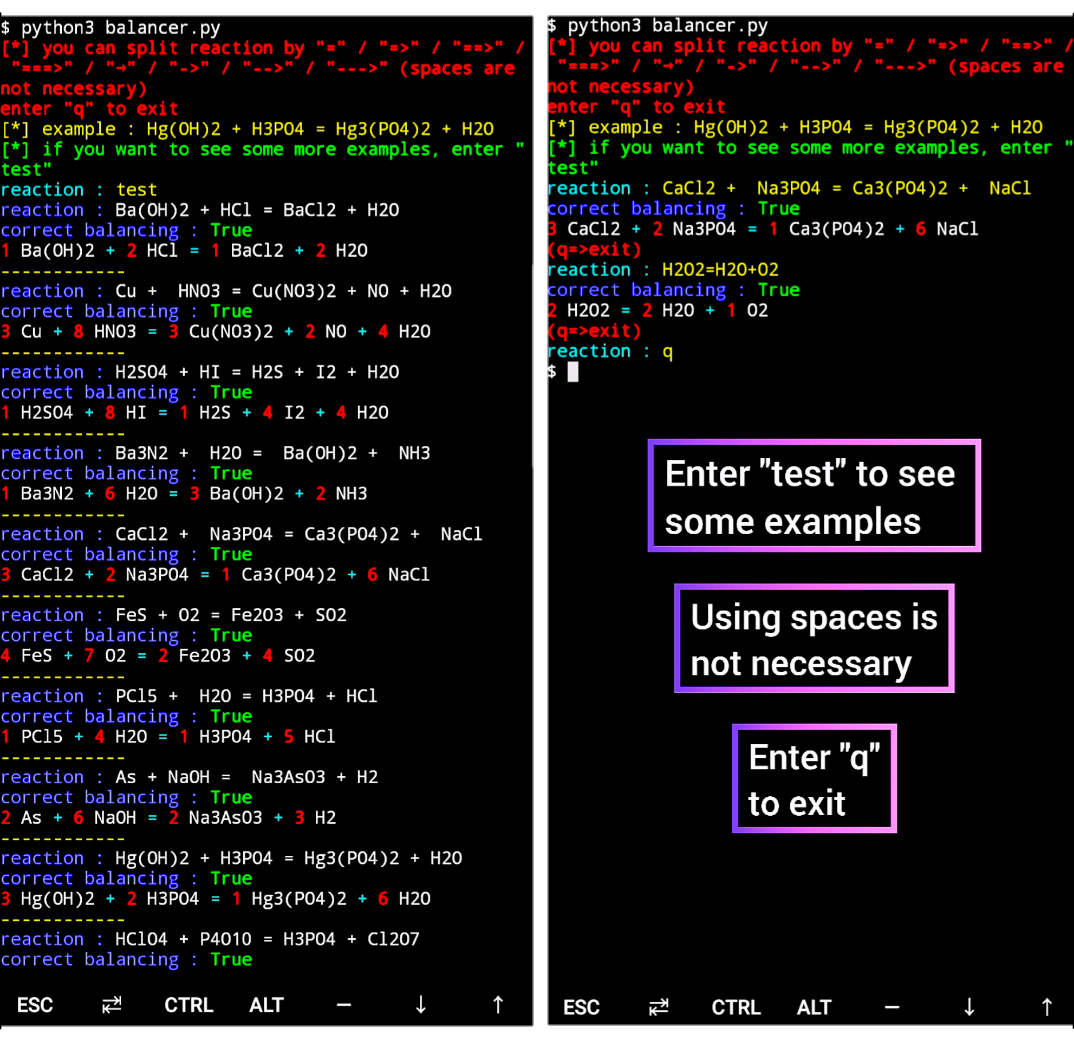 $ python3 balancer.py
[*] you can split reaction by "=" / "=>" / "==>" /
"===>" / "→" / "->" / "-->" / "--->" (spaces are
not necessary)
enter "q" to exit
[*] example : Hg(OH)2 + H3PO4 = Hg3(PO4)2 + H2O
[*] if you want to see some more examples, enter "
test"
reaction : test
reaction : Ba(OH)2 + HCl = BaCl2 + H2O
correct balancing : True
1 Ba(OH)2 + 2 HCl = 1 BaCl2 + 2 H2O
------------
reaction : Cu +  HNO3 = Cu(NO3)2 + NO + H2O
correct balancing : True
3 Cu + 8 HNO3 = 3 Cu(NO3)2 + 2 NO + 4 H2O
------------
reaction : H2SO4 + HI = H2S + I2 + H2O
correct balancing : True
1 H2SO4 + 8 HI = 1 H2S + 4 I2 + 4 H2O
------------
reaction : Ba3N2 +  H2O =  Ba(OH)2 +  NH3
correct balancing : True
1 Ba3N2 + 6 H2O = 3 Ba(OH)2 + 2 NH3
------------
reaction : CaCl2 +  Na3PO4 = Ca3(PO4)2 +  NaCl
correct balancing : True
3 CaCl2 + 2 Na3PO4 = 1 Ca3(PO4)2 + 6 NaCl
------------
reaction : FeS + O2 = Fe2O3 + SO2
correct balancing : True
4 FeS + 7 O2 = 2 Fe2O3 + 4 SO2
------------
reaction : PCl5 +  H2O = H3PO4 + HCl
correct balancing : True
1 PCl5 + 4 H2O = 1 H3PO4 + 5 HCl
------------
reaction : As + NaOH =  Na3AsO3 + H2
correct balancing : True
2 As + 6 NaOH = 2 Na3AsO3 + 3 H2
------------
reaction : Hg(OH)2 + H3PO4 = Hg3(PO4)2 + H2O
correct balancing : True
3 Hg(OH)2 + 2 H3PO4 = 1 Hg3(PO4)2 + 6 H2O
------------
reaction : HClO4 + P4O10 = H3PO4 + Cl2O7
correct balancing : True
ESC ⇄ CTRL ALT — ↓ ↑
$ python3 balancer.py
[*] you can split reaction by "=" / "=>" / "==>" /
"===>" / "→" / "->" / "-->" / "--->" (spaces are
not necessary)
enter "q" to exit
[*] example : Hg(OH)2 + H3PO4 = Hg3(PO4)2 + H2O
[*] if you want to see some more examples, enter "
test"
reaction : CaCl2 +  Na3PO4 = Ca3(PO4)2 +  NaCl
correct balancing : True
3 CaCl2 + 2 Na3PO4 = 1 Ca3(PO4)2 + 6 NaCl
(q=>exit)
reaction : H2O2=H2O+O2
correct balancing : True
2 H2O2 = 2 H2O + 1 O2
(q=>exit)
reaction : q
$
Enter "test" to see
some examples
Using spaces is
not necessary
Enter "q"
to exit
ESC ⇄ CTRL ALT — ↓ ↑